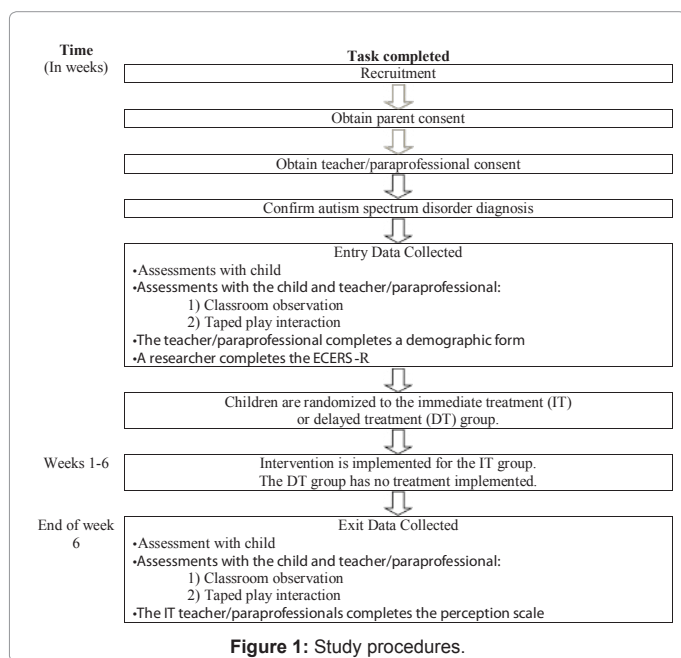 Time
(In weeks)
Task completed
Recruitment
Obtain parent consent
Obtain teacher/paraprofessional consent
Confirm autism spectrum disorder diagnosis
Entry Data Collected
•Assessments with child
•Assessments with the child and teacher/paraprofessional:
1) Classroom observation
2) Taped play interaction
•The teacher/paraprofessional completes a demographic form
•A researcher completes the ECERS-R
Children are randomized to the immediate treatment (IT)
or delayed treatment (DT) group.
Weeks 1-6
Intervention is implemented for the IT group.
The DT group has no treatment implemented.
End of week
6
Exit Data Collected
•Assessment with child
•Assessments with the child and teacher/paraprofessional:
1) Classroom observation
2) Taped play interaction
•The IT teacher/paraprofessionals completes the perception scale
Figure 1: Study procedures.